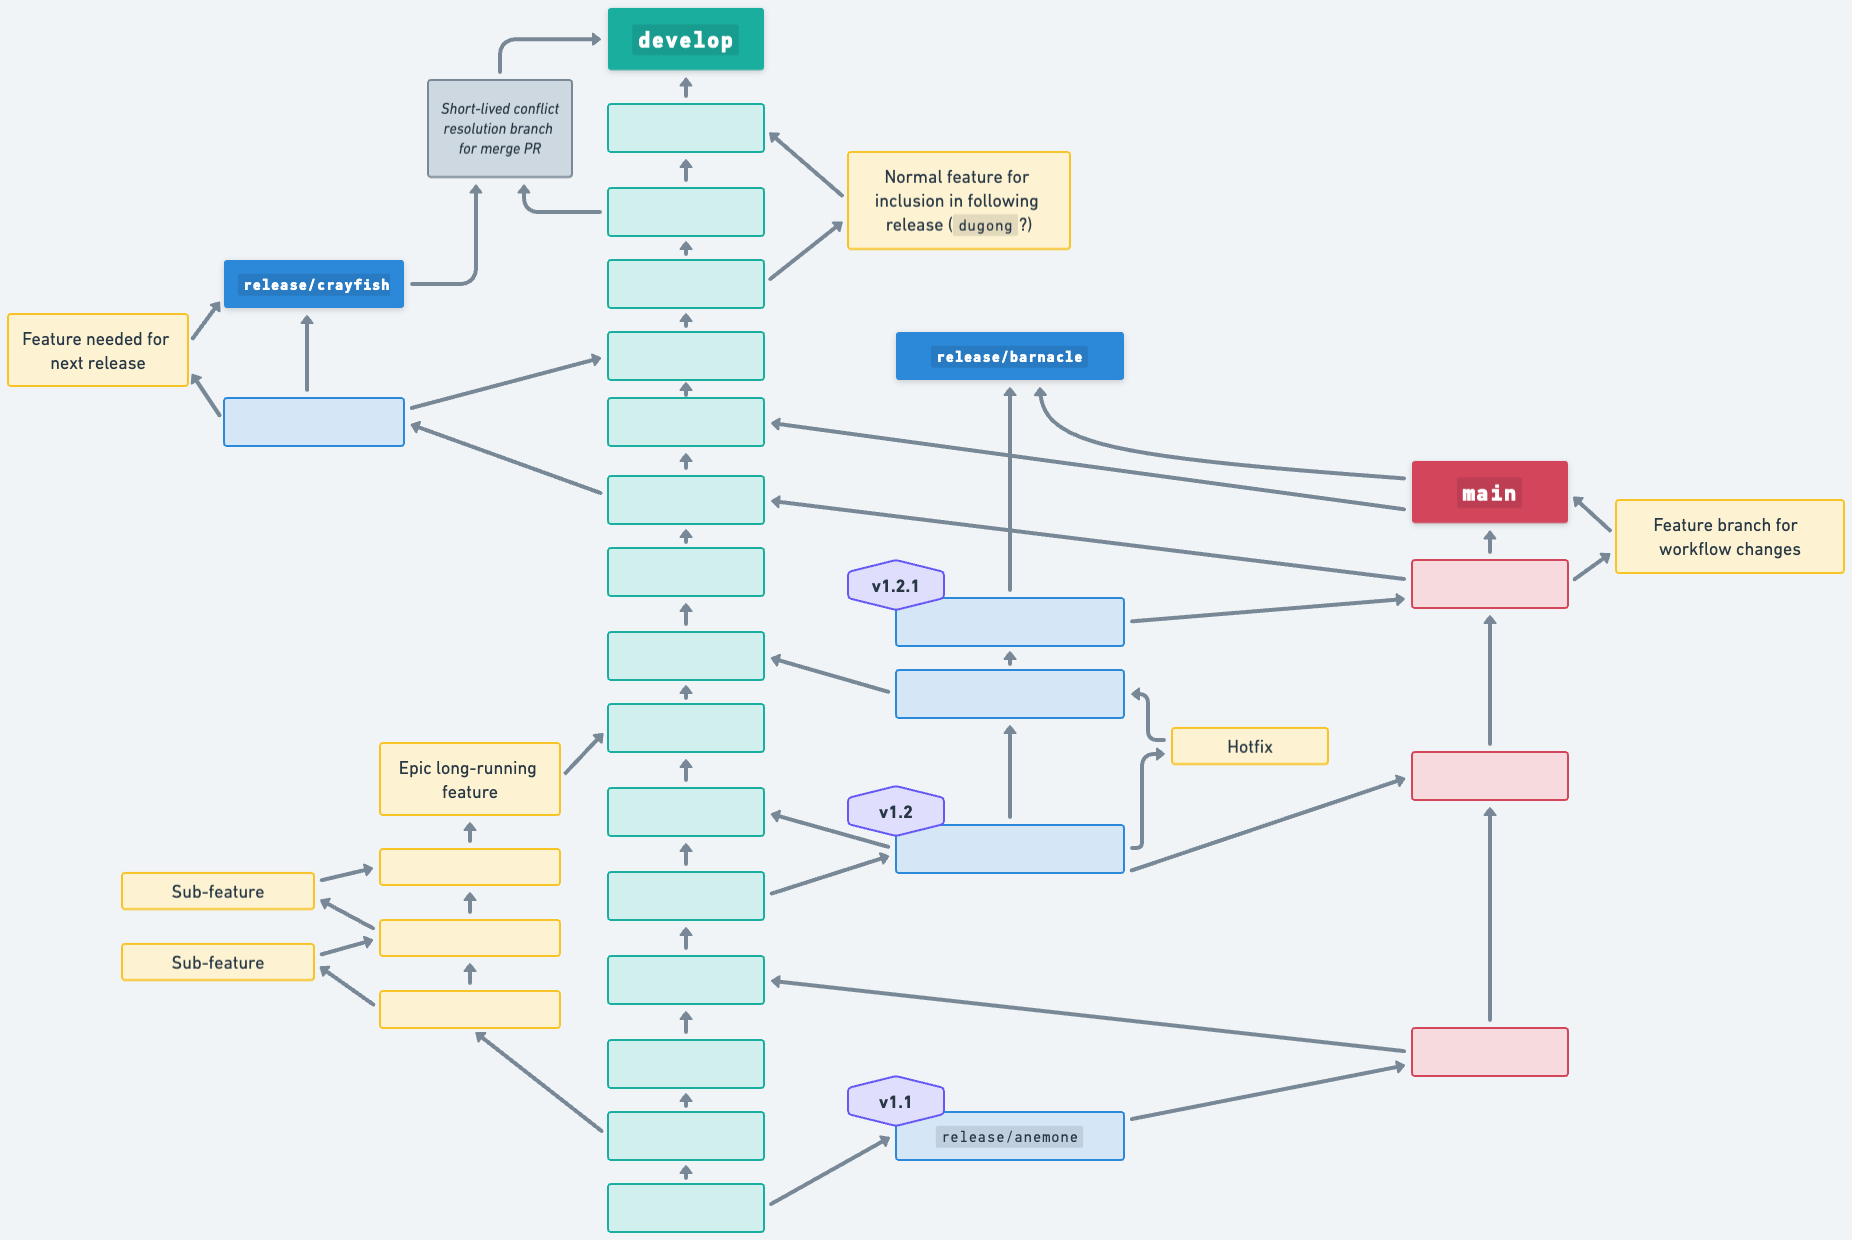 develop
Short-lived conflict
resolution branch
for merge PR
Normal feature for
inclusion in following
release (dugong?)
release/crayfish
Feature needed for
next release
release/barnacle
main
Feature branch for
workflow changes
v1.2.1
Hotfix
Epic long-running
feature
v1.2
Sub-feature
Sub-feature
v1.1
release/anemone